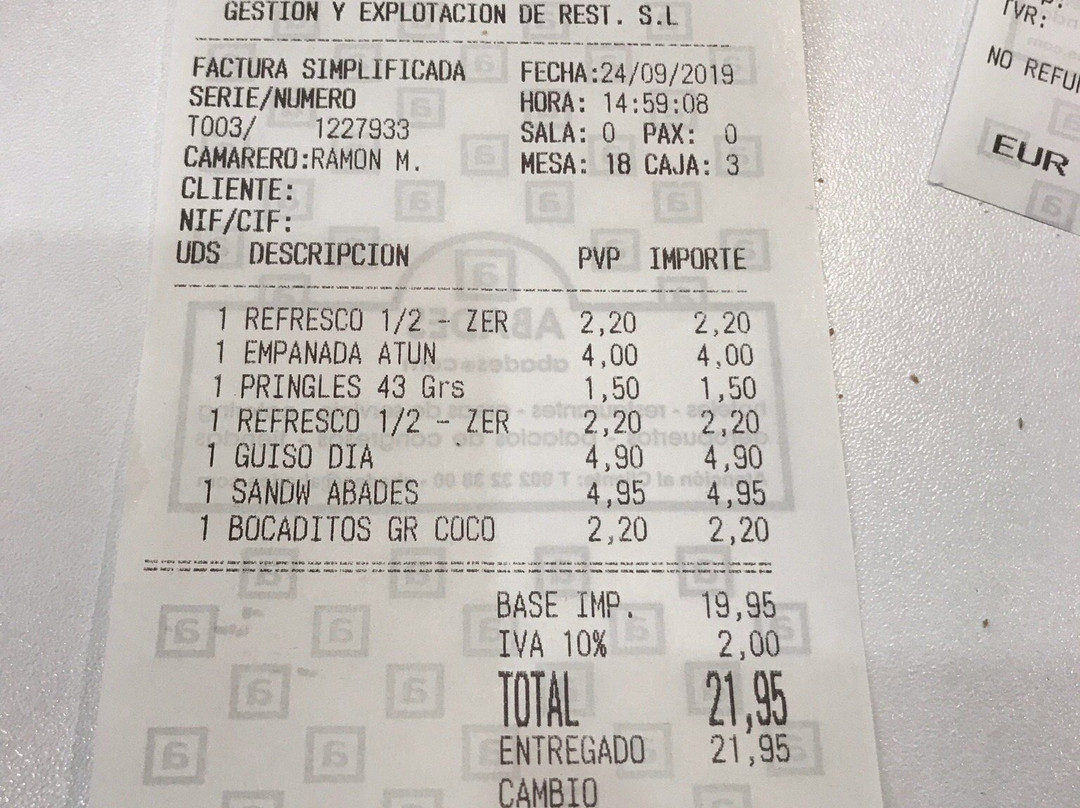 GESTION Y EXPLOTACION DE REST. S.L
FACTURA SIMPLIFICADA FECHA:24/09/2019
SERIE/NUMERO HORA: 14:59:08
T003/ 1227933 SALA: 0 PAX: 0
CAMARERO:RAMON M. MESA: 18 CAJA: 3
CLIENTE:
NIF/CIF:
UDS DESCRIPCION PVP IMPORTE
1 REFRESCO 1/2 - ZER 2,20 2,20
1 EMPANADA ATUN 4,00 4,00
1 PRINGLES 43 Grs 1,50 1,50
1 REFRESCO 1/2 - ZER 2,20 2,20
1 GUISO DIA 4,90 4,90
1 SANDW ABADES 4,95 4,95
1 BOCADITOS GR COCO 2,20 2,20
BASE IMP. 19,95
IVA 10% 2,00
TOTAL 21,95
ENTREGADO 21,95
CAMBIO
TVR:
NO REFU
EUR